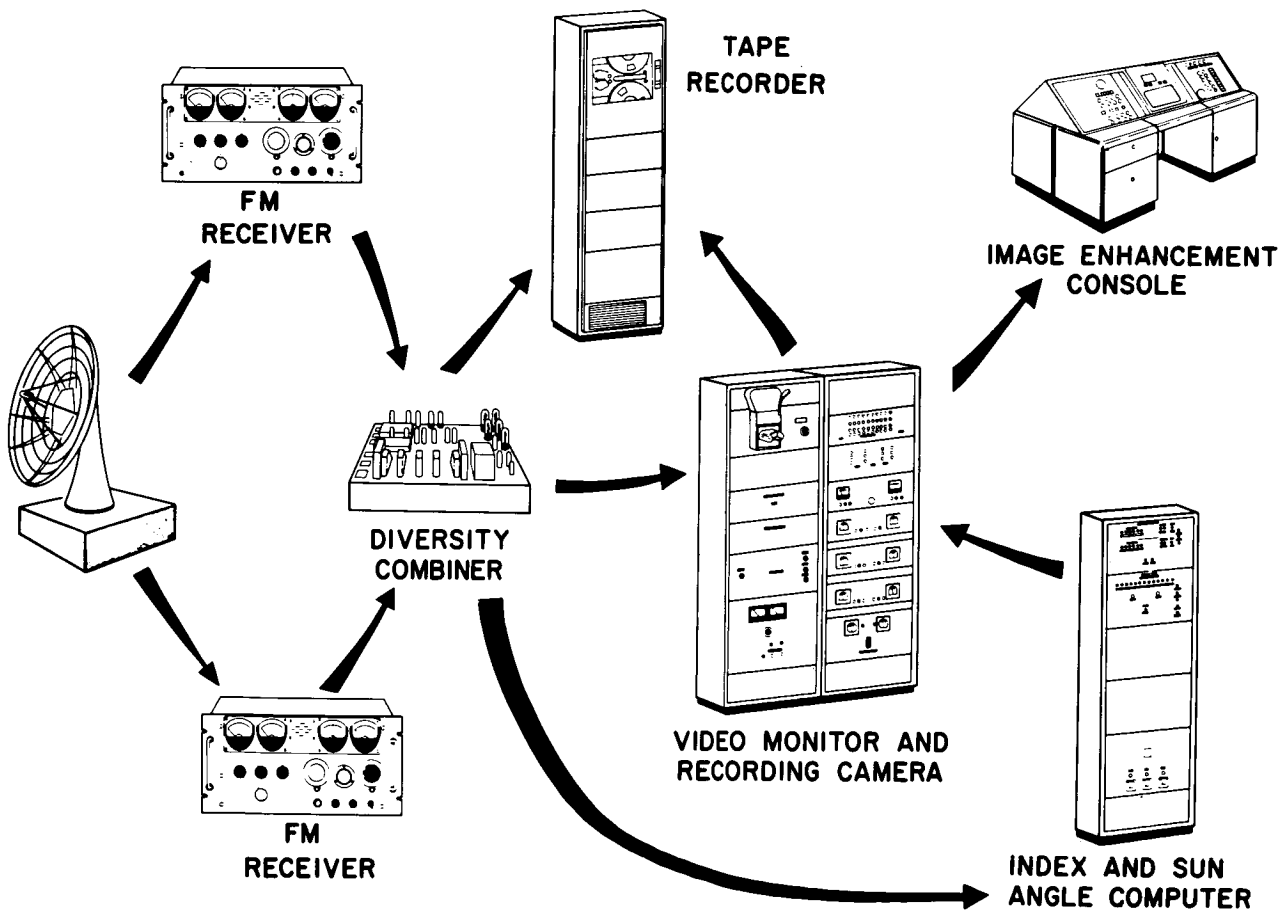 TAPE
RECORDER
FM
RECEIVER
IMAGE ENHANCEMENT
CONSOLE
DIVERSITY
COMBINER
VIDEO MONITOR AND
RECORDING CAMERA
FM
RECEIVER
INDEX AND SUN
ANGLE COMPUTER